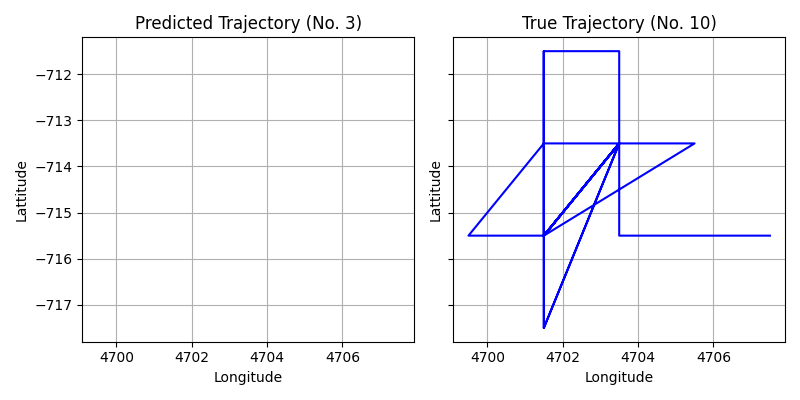 Predicted Trajectory (No. 3)
True Trajectory (No. 10)
−712
−713
−714
−715
−716
−717
Lattitude
Lattitude
4700 4702 4704 4706
4700 4702 4704 4706
Longitude
Longitude